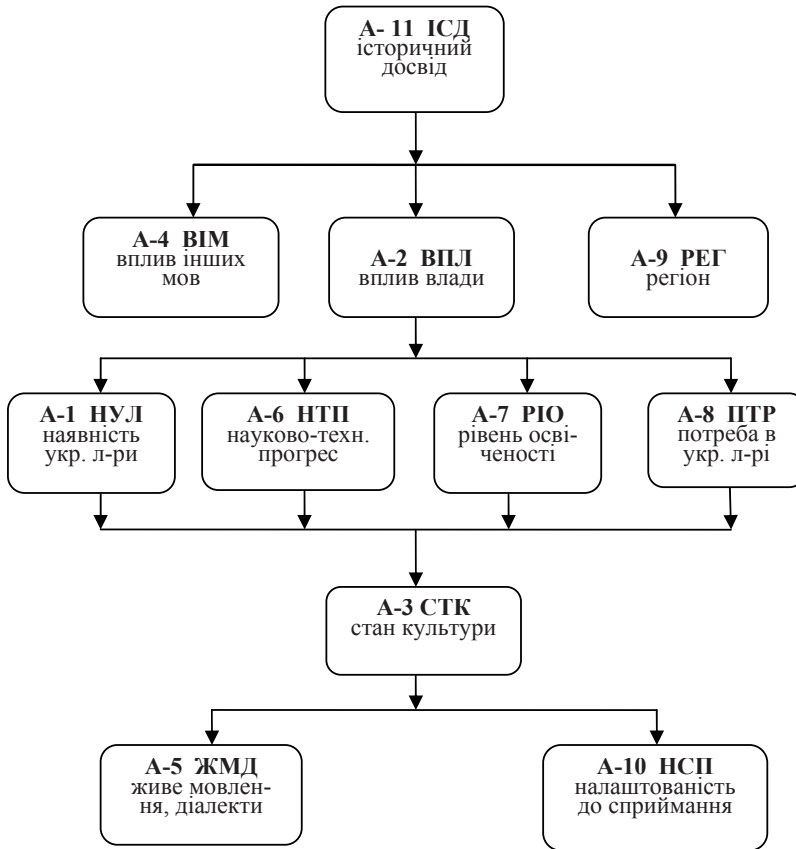 А- 11 ІСД
історичний
досвід
А-4 ВІМ
вплив інших
мов
А-2 ВПЛ
вплив влади
А-9 РЕГ
регіон
А-1 НУЛ
наявність
укр. л-ри
А-6 НТП
науково-техн.
прогрес
А-7 РІО
рівень осві-
ченості
А-8 ПТР
потреба в
укр. л-рі
А-3 СТК
стан культури
А-5 ЖМД
живе мовлен-
ня, діалекти
А-10 НСП
налаштованість
до сприймання